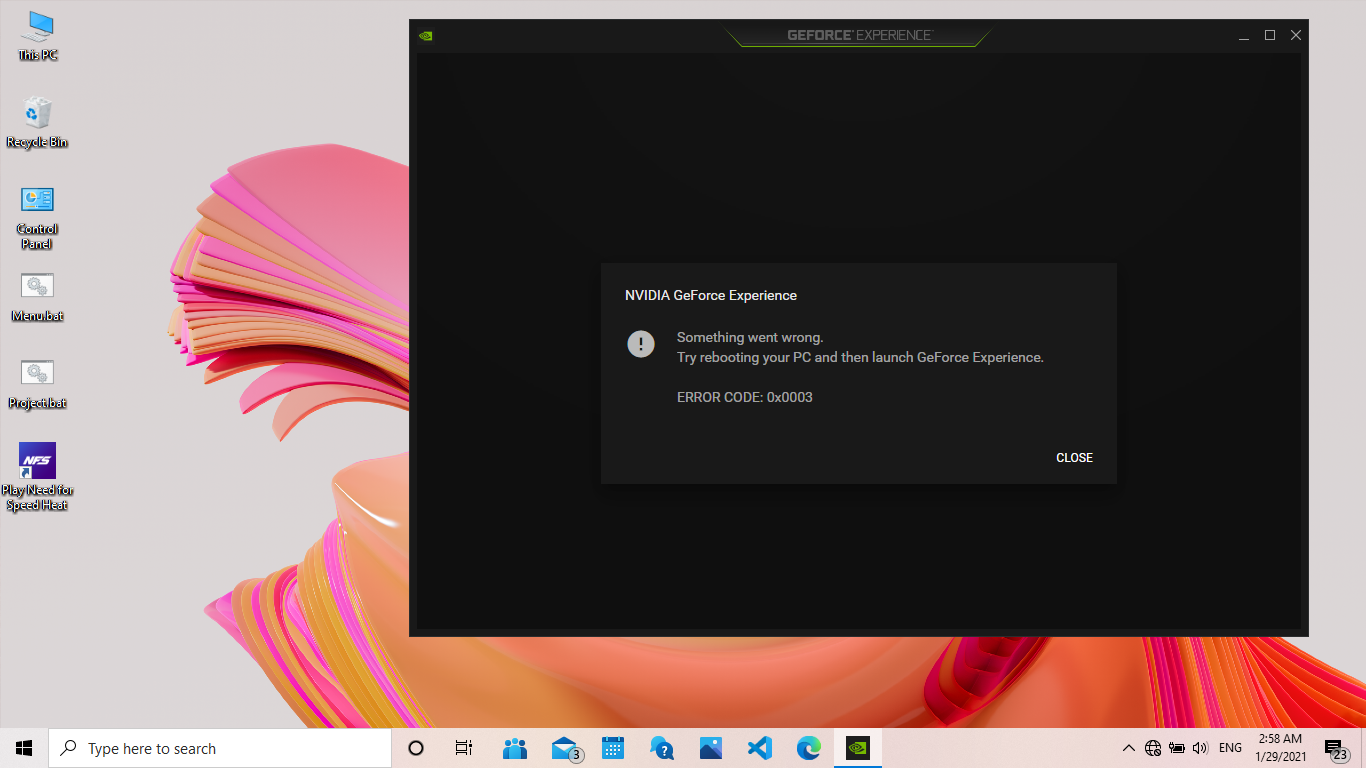 This PC
Recycle Bin
Control
Panel
Menu.bat
Project.bat
NFS
Play Need for
Speed Heat
GEFORCE EXPERIENCE
NVIDIA GeForce Experience
!
Something went wrong.
Try rebooting your PC and then launch GeForce Experience.
ERROR CODE: 0x0003
CLOSE
Type here to search
?
3
ENG
2:58 AM
1/29/2021
23